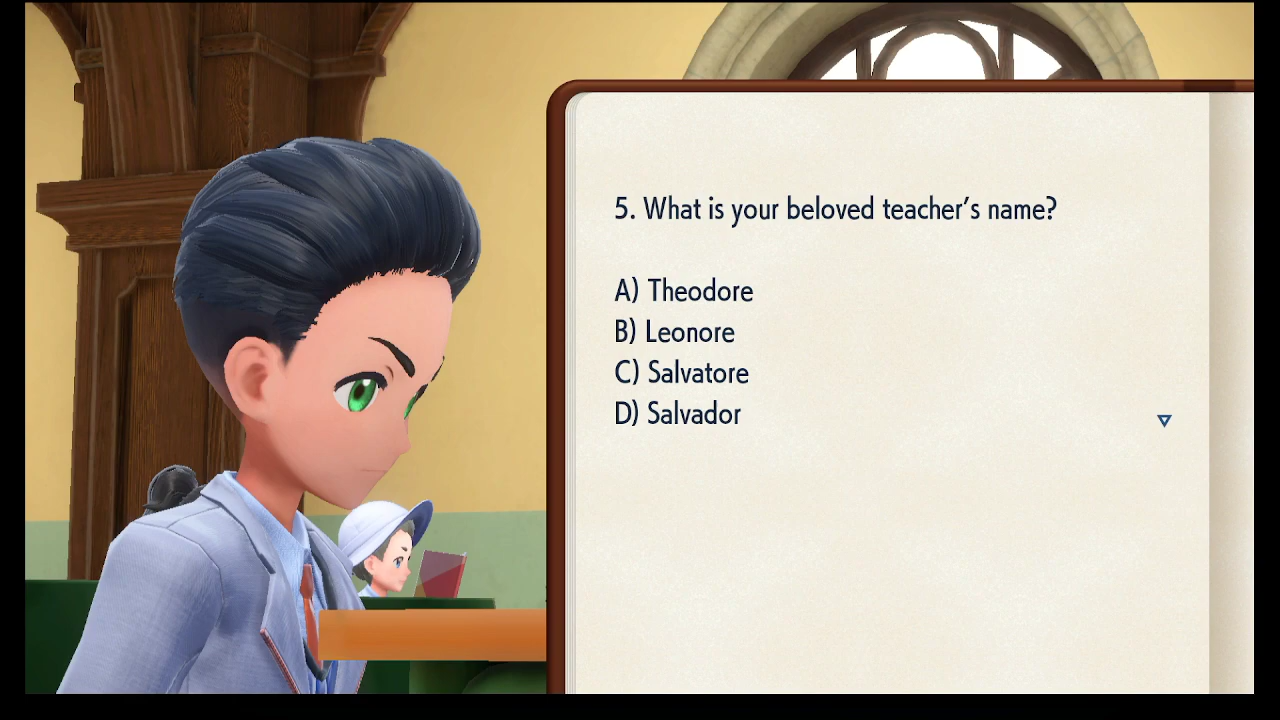 5. What is your beloved teacher's name?
A) Theodore
B) Leonore
C) Salvatore
D) Salvador